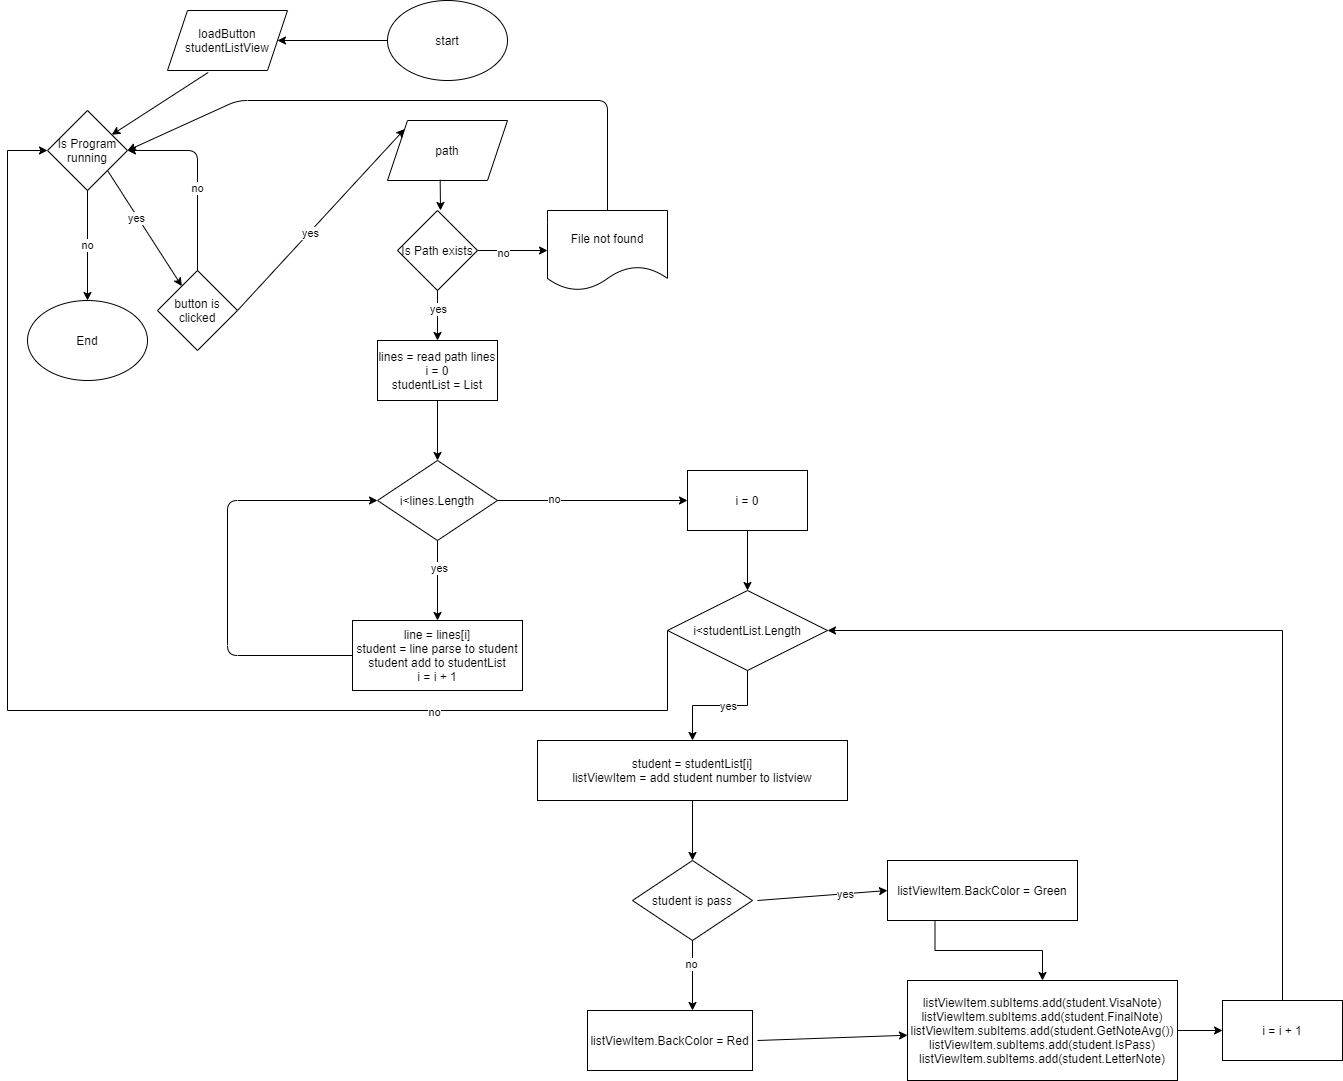 loadButton
studentListView
start
Is Program
running
no
path
yes
yes
no
Is Path exists
no
File not found
button is
clicked
End
yes
lines = read path lines
i = 0
studentList = List
i<lines.Length
no
i = 0
yes
line = lines[i]
student = line parse to student
student add to studentList
i = i + 1
i<studentList.Length
no
yes
student = studentList[i]
listViewItem = add student number to listview
student is pass
yes
listViewItem.BackColor = Green
no
listViewItem.BackColor = Red
listViewItem.subItems.add(student.VisaNote)
listViewItem.subItems.add(student.FinalNote)
listViewItem.subItems.add(student.GetNoteAvg())
listViewItem.subItems.add(student.IsPass)
listViewItem.subItems.add(student.LetterNote)
i = i + 1